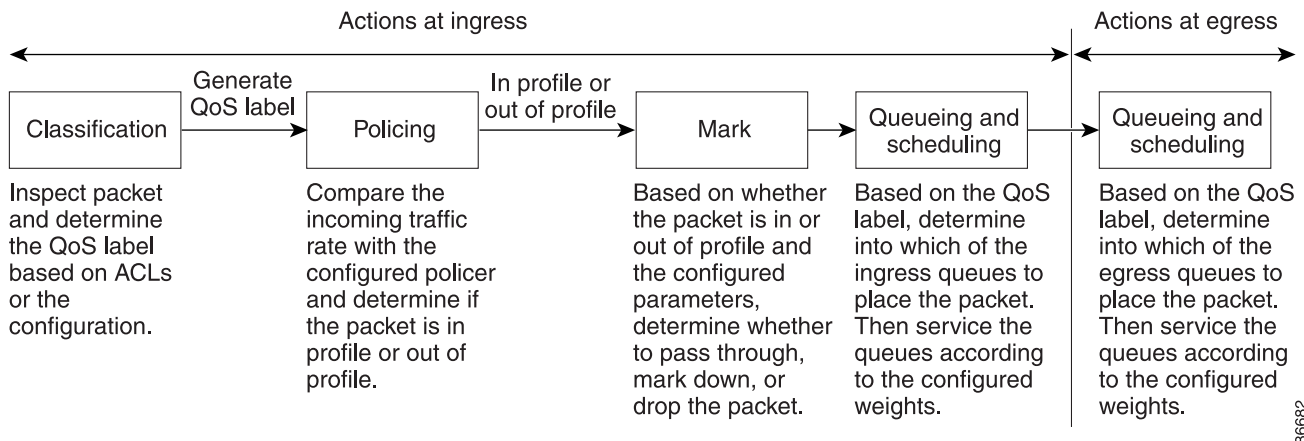 Actions at ingress
Actions at egress
Generate
QoS label
In profile or
out of profile
Classification
Policing
Mark
Queueing and
scheduling
Queueing and
scheduling
Inspect packet
and determine
the QoS label
based on ACLs
or the
configuration.
Compare the
incoming traffic
rate with the
configured policer
and determine if
the packet is in
profile or out of
profile.
Based on whether
the packet is in or
out of profile and
the configured
parameters,
determine whether
to pass through,
mark down, or
drop the packet.
Based on the QoS
label, determine
into which of the
ingress queues to
place the packet.
Then service the
queues according
to the configured
weights.
Based on the QoS
label, determine
into which of the
egress queues to
place the packet.
Then service the
queues according
to the configured
weights.
86682